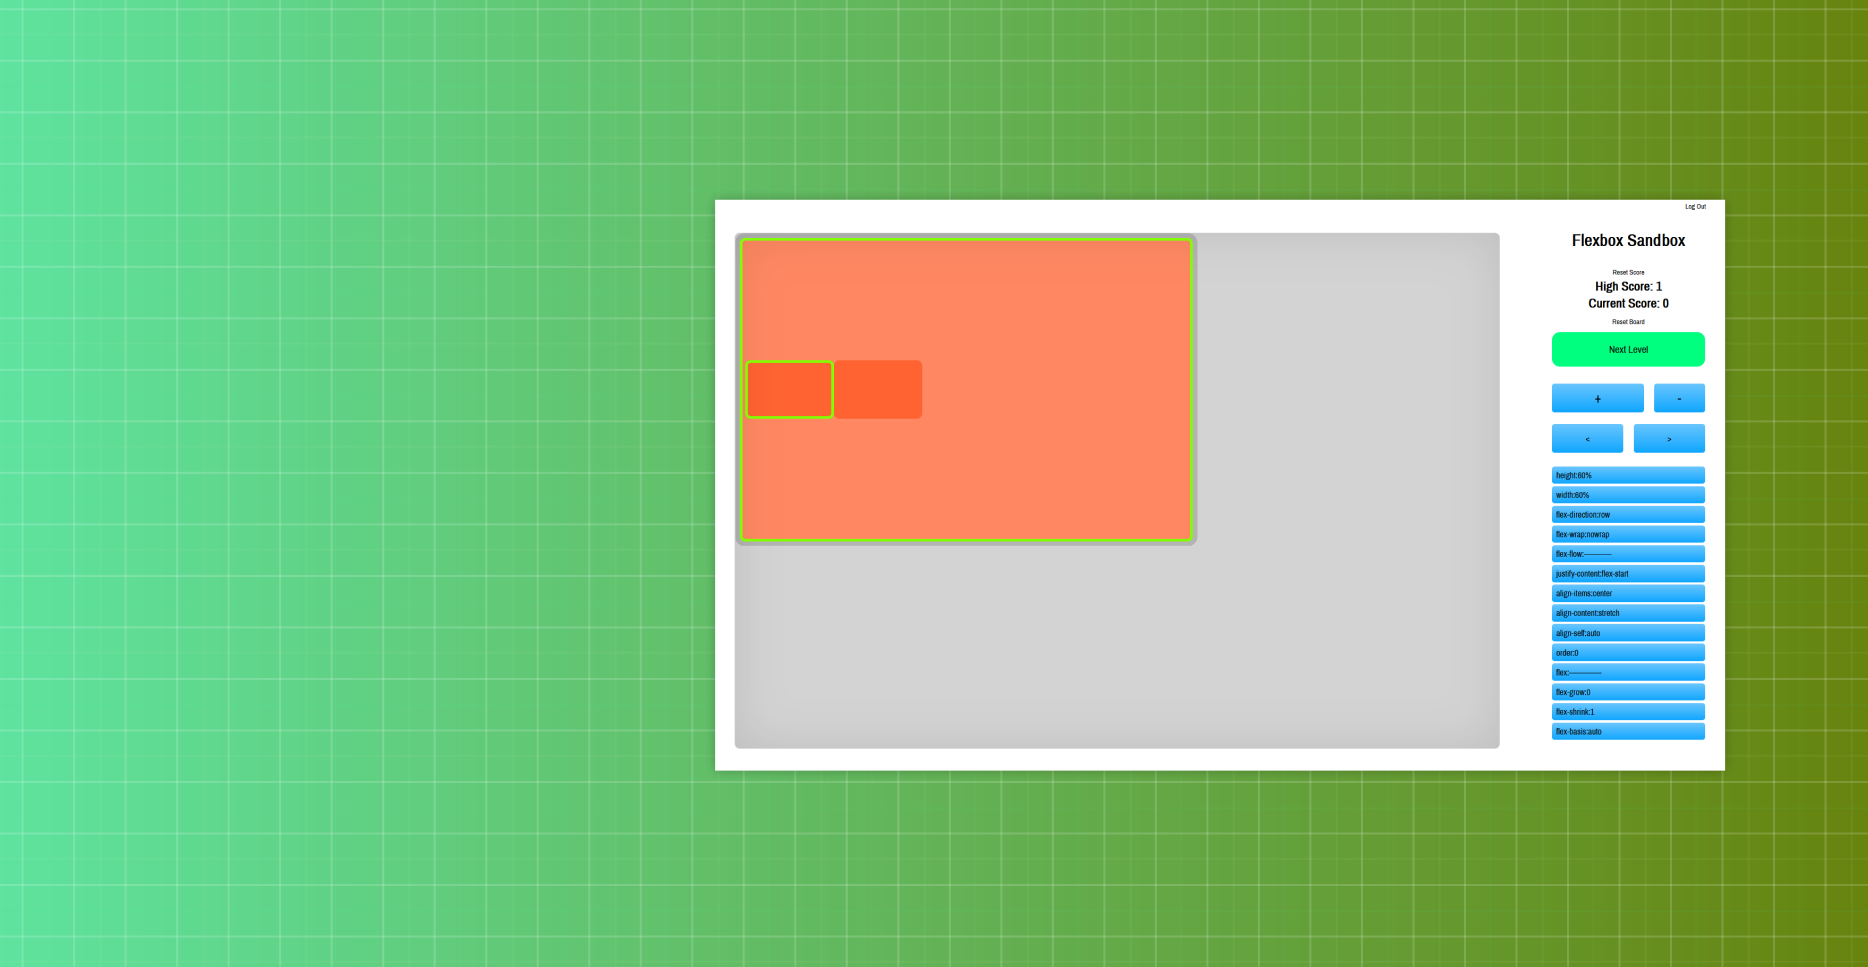 Log Out
Flexbox Sandbox
Reset Score
High Score: 1
Current Score: 0
Reset Board
Next Level
+ -
< >
height:60%
width:60%
flex-direction:row
flex-wrap:nowrap
flex-flow:----------
justify-content:flex-start
align-items:center
align-content:stretch
align-self:auto
order:0
flex:------------
flex-grow:0
flex-shrink:1
flex-basis:auto